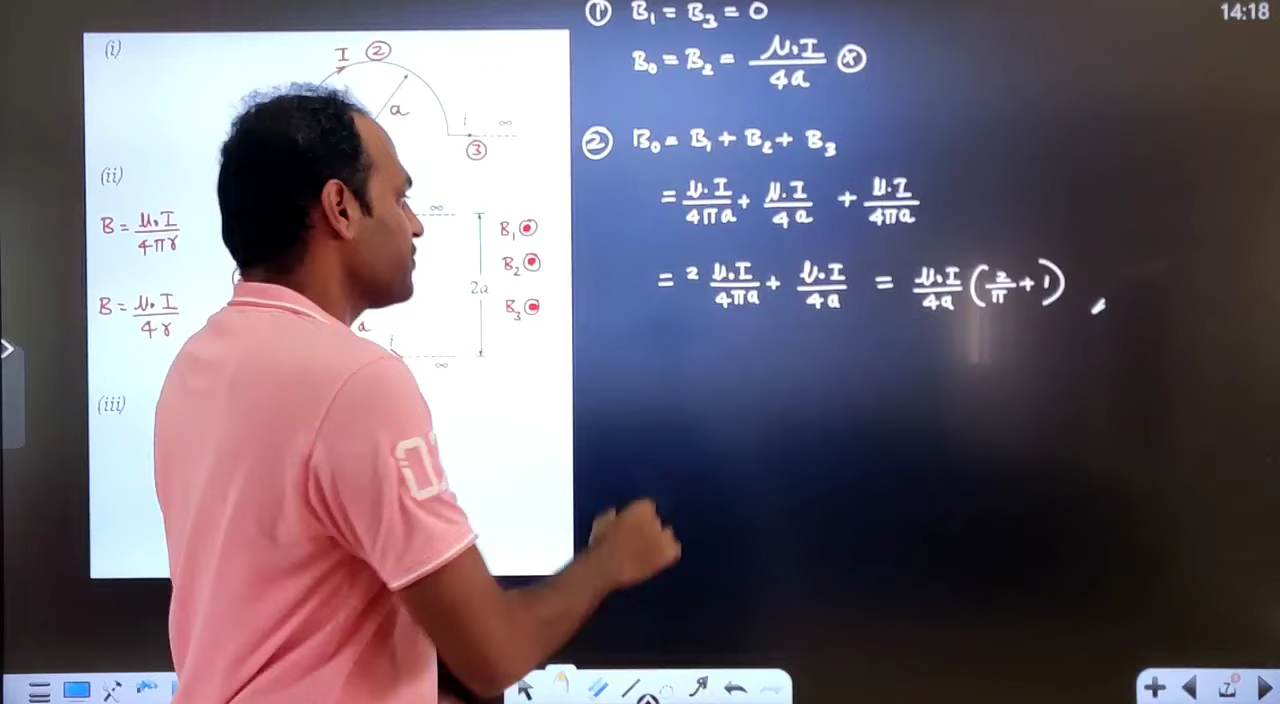 14:18
(i)
I ②
a
i ∞
③
(ii)
B = μ₀I / 4πr
B = μ₀I / 4r
∞
2a
B₁ ⊙
B₂ ⊙
B₃ ⊙
a
i
∞
(iii)
① B₁ = B₃ = 0
B₀ = B₂ = μ₀I / 4a ⊗
② B₀ = B₁ + B₂ + B₃
= μ₀I / 4πa + μ₀I / 4a + μ₀I / 4πa
= 2 μ₀I / 4πa + μ₀I / 4a = μ₀I / 4a (2/π + 1)